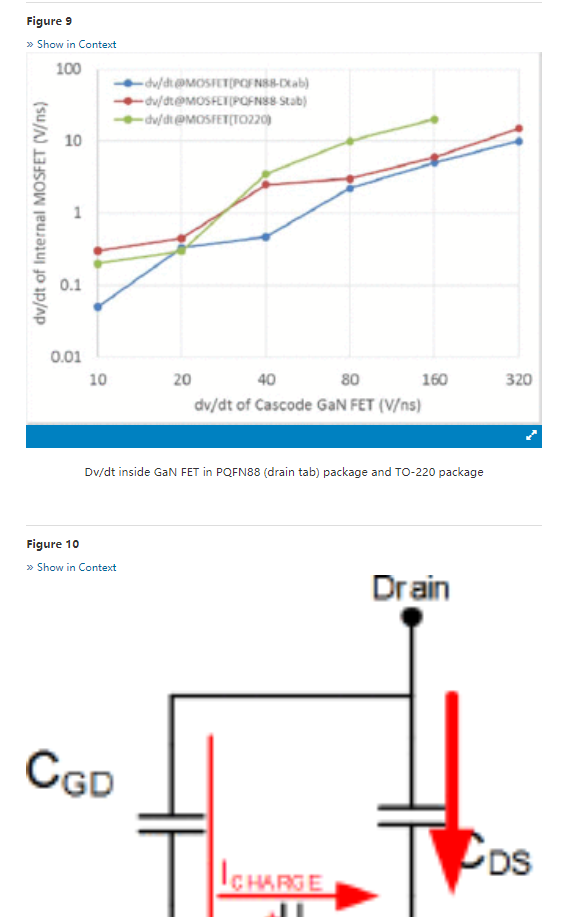 Figure 9
» Show in Context
100
dv/dt@MOSFET(PQFN88-Dtab)
dv/dt@MOSFET(PQFN88-Stab)
dv/dt@MOSFET(TO220)
10
1
0.1
0.01
dv/dt of Internal MOSFET (V/ns)
10 20 40 80 160 320
dv/dt of Cascode GaN FET (V/ns)
Dv/dt inside GaN FET in PQFN88 (drain tab) package and TO-220 package
Figure 10
» Show in Context
Drain
CGD
CDS
ICHARGE